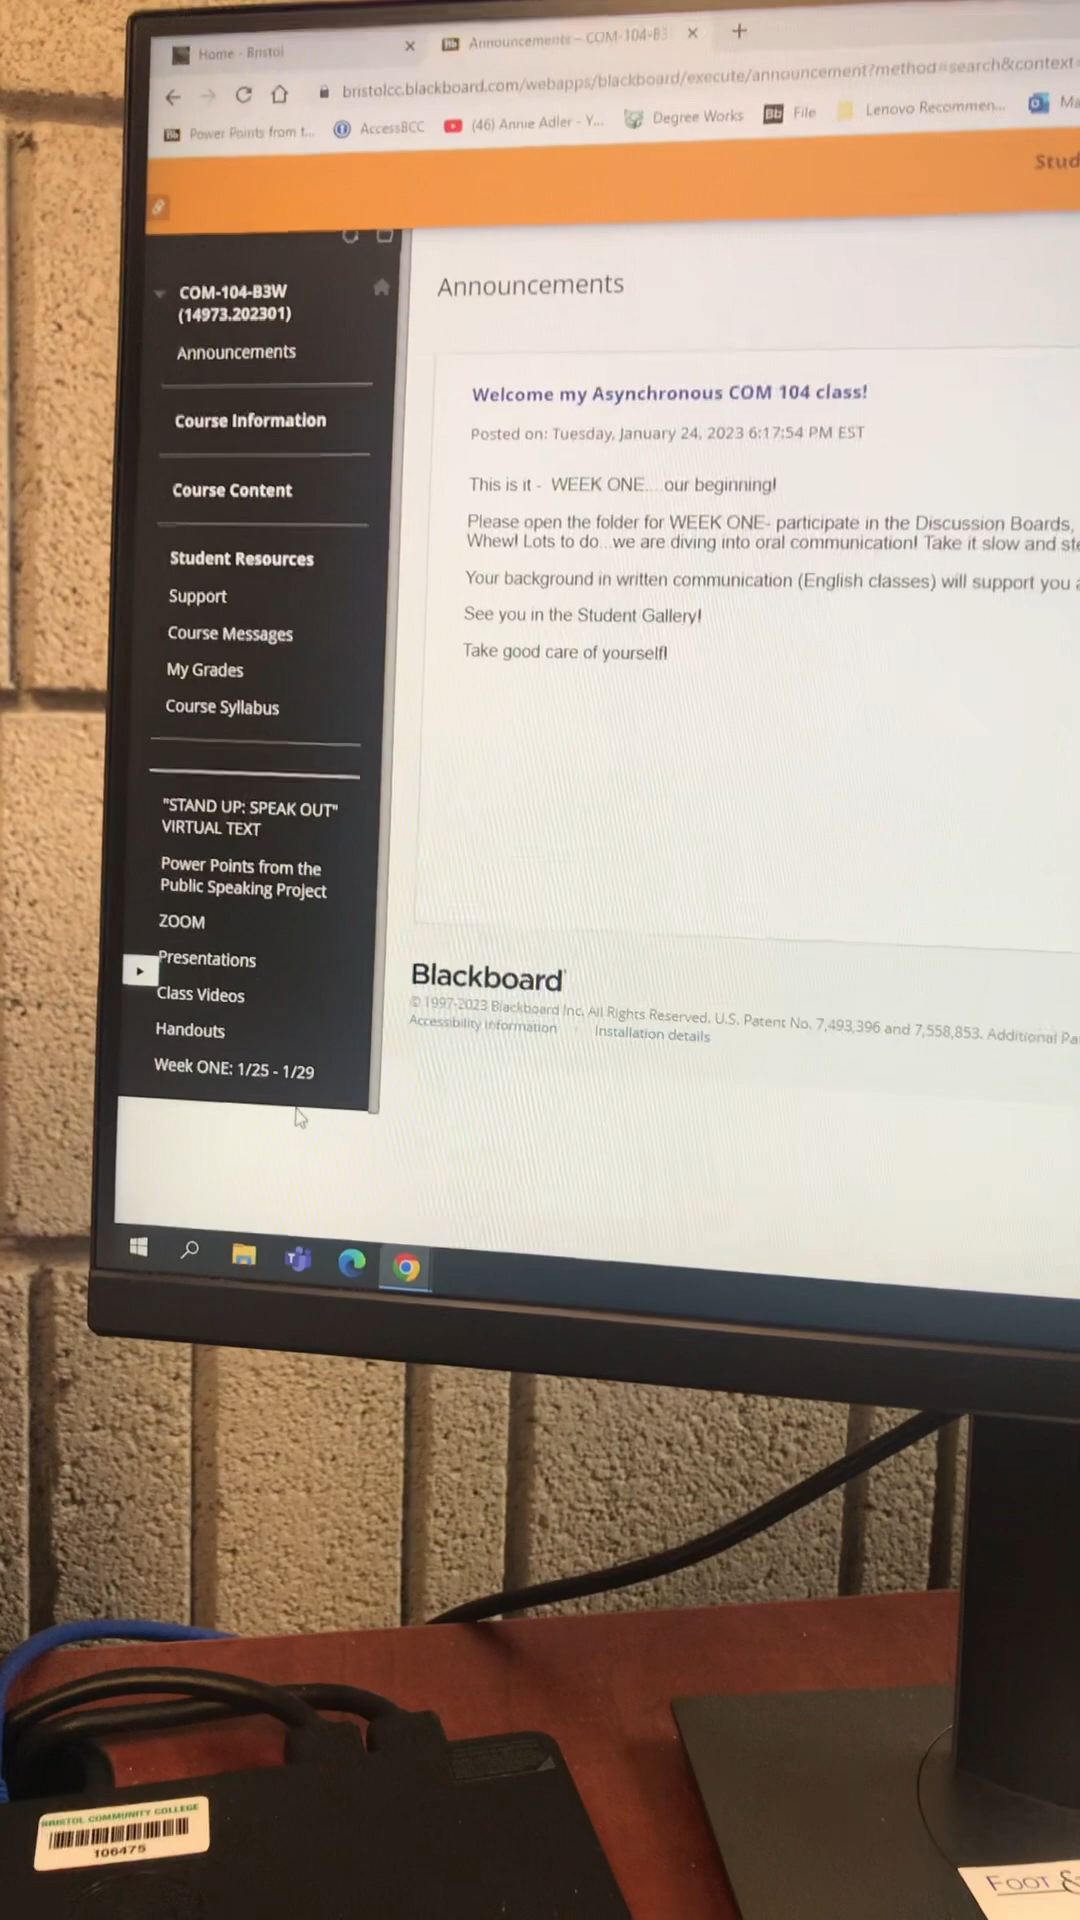 Home - Bristol
Announcements – COM-104-B3
bristolcc.blackboard.com/webapps/blackboard/execute/announcement?method=search&context=
Power Points from t...
AccessBCC
(46) Annie Adler - Y...
Degree Works
Bb
File
Lenovo Recommen...
Ma
Stud
COM-104-B3W
(14973.202301)
Announcements
Course Information
Course Content
Student Resources
Support
Course Messages
My Grades
Course Syllabus
"STAND UP: SPEAK OUT"
VIRTUAL TEXT
Power Points from the
Public Speaking Project
ZOOM
Presentations
Class Videos
Handouts
Week ONE: 1/25 - 1/29
Announcements
Welcome my Asynchronous COM 104 class!
Posted on: Tuesday, January 24, 2023 6:17:54 PM EST
This is it - WEEK ONE....our beginning!
Please open the folder for WEEK ONE- participate in the Discussion Boards,
Whew! Lots to do...we are diving into oral communication! Take it slow and ste
Your background in written communication (English classes) will support you a
See you in the Student Gallery!
Take good care of yourself!
Blackboard
© 1997-2023 Blackboard Inc. All Rights Reserved. U.S. Patent No. 7,493,396 and 7,558,853. Additional Pa
Accessibility information
Installation details
BRISTOL COMMUNITY COLLEGE
106475
FOOT &